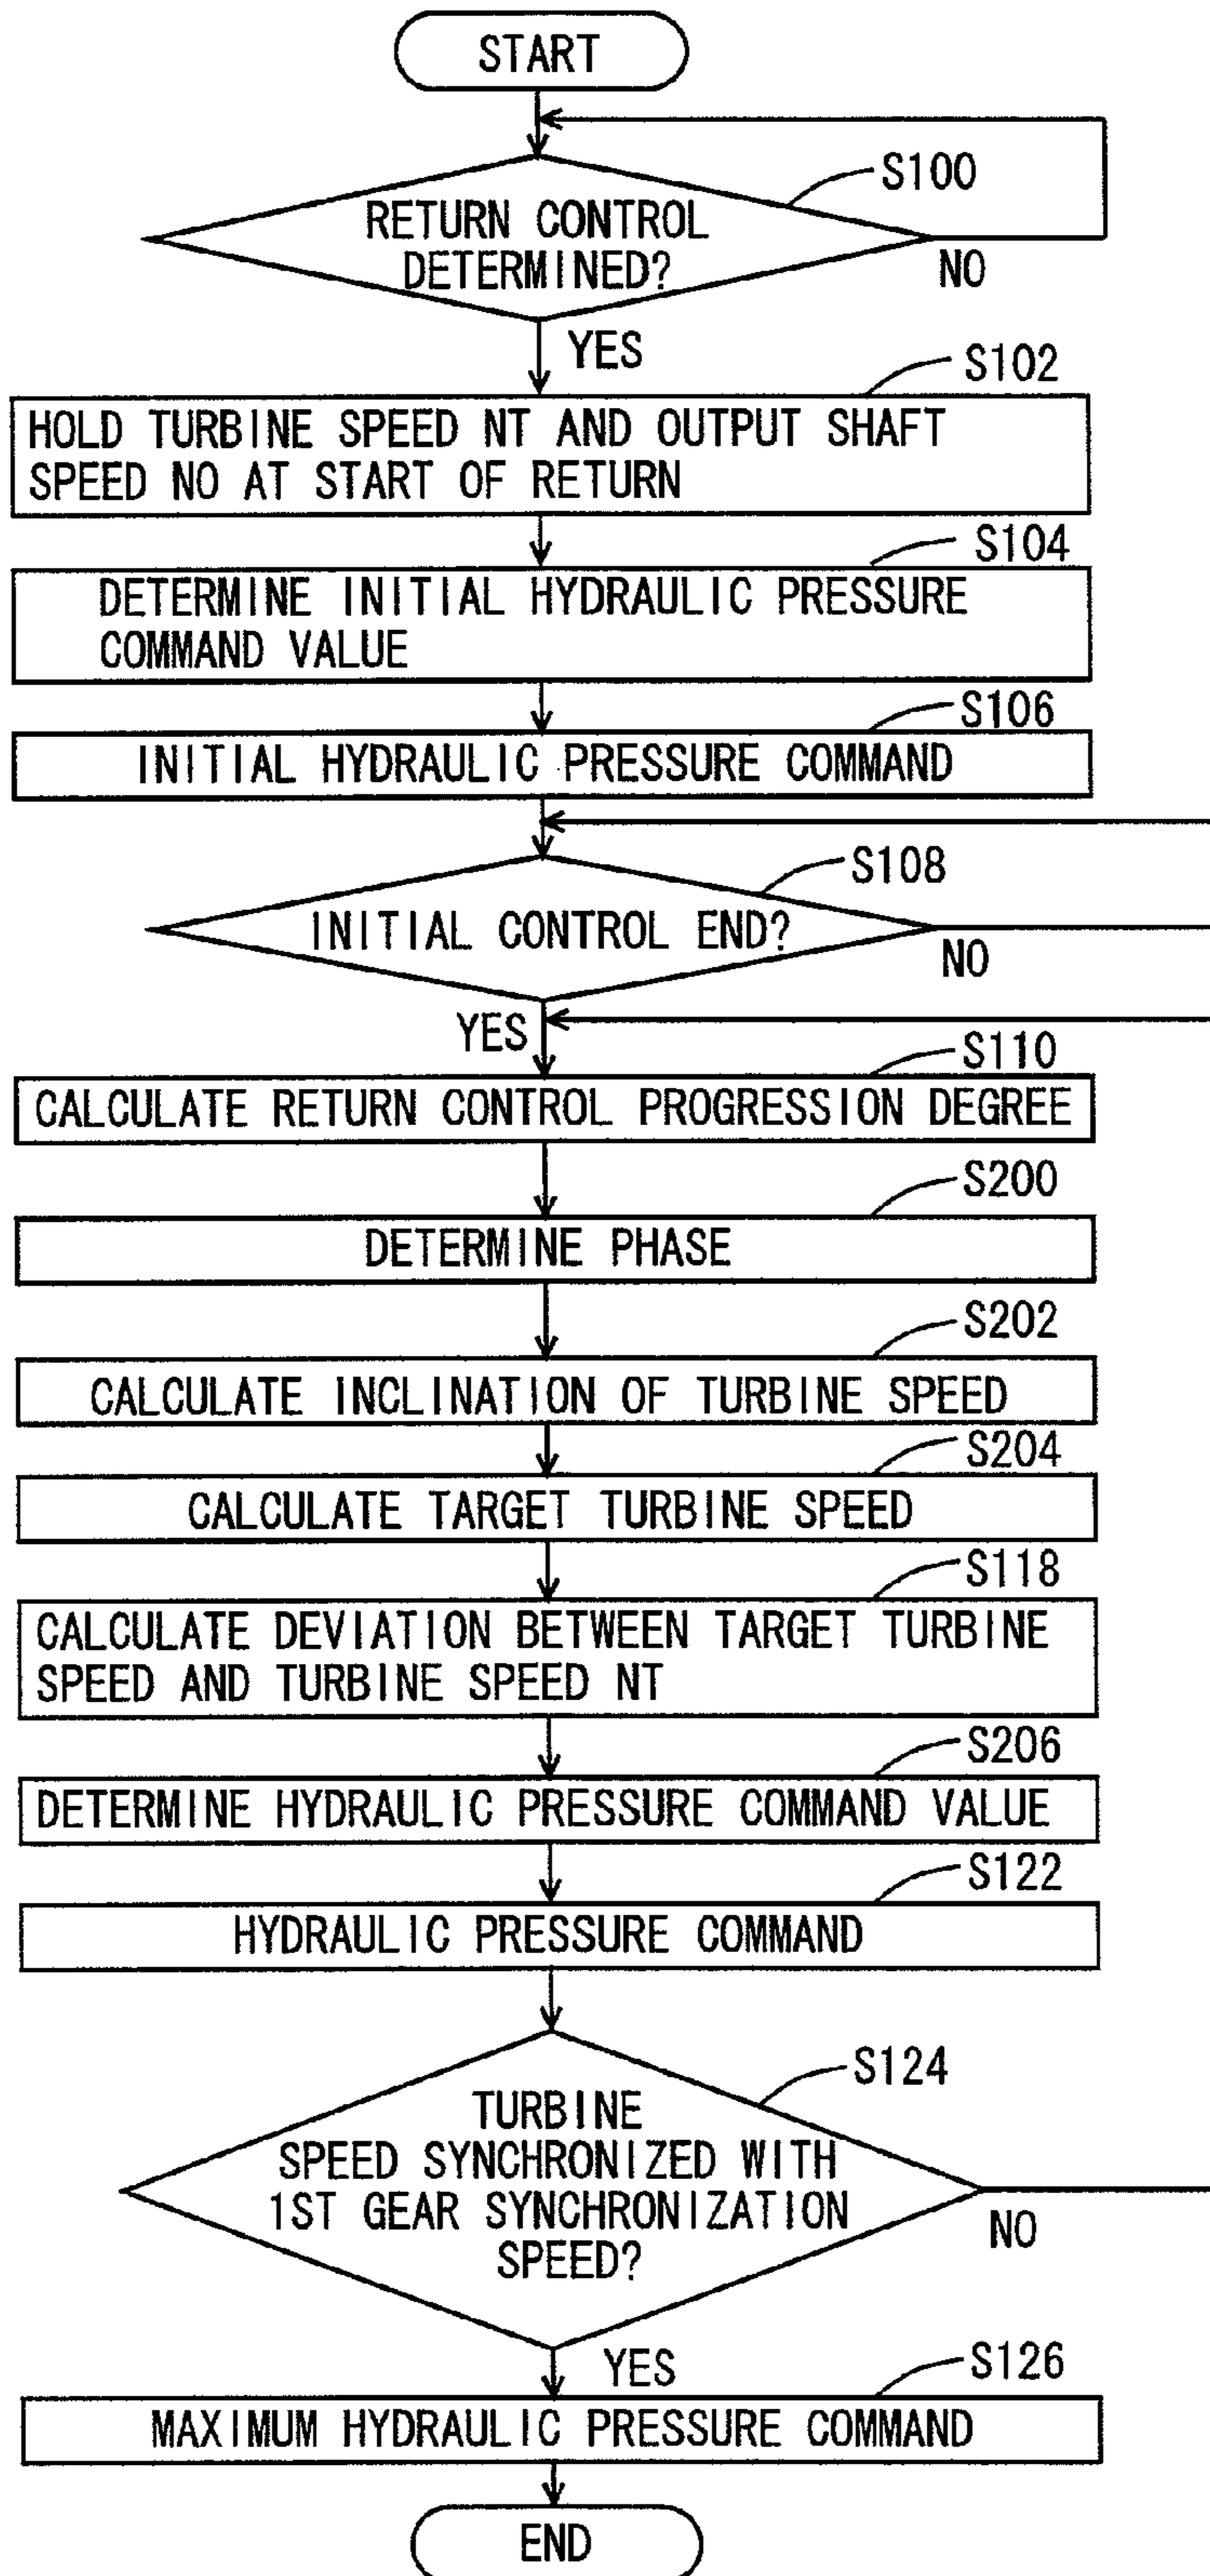 START
S100
RETURN CONTROL
DETERMINED?
NO
YES
S102
HOLD TURBINE SPEED NT AND OUTPUT SHAFT
SPEED NO AT START OF RETURN
S104
DETERMINE INITIAL HYDRAULIC PRESSURE
COMMAND VALUE
S106
INITIAL HYDRAULIC PRESSURE COMMAND
S108
INITIAL CONTROL END?
NO
YES
S110
CALCULATE RETURN CONTROL PROGRESSION DEGREE
S200
DETERMINE PHASE
S202
CALCULATE INCLINATION OF TURBINE SPEED
S204
CALCULATE TARGET TURBINE SPEED
S118
CALCULATE DEVIATION BETWEEN TARGET TURBINE
SPEED AND TURBINE SPEED NT
S206
DETERMINE HYDRAULIC PRESSURE COMMAND VALUE
S122
HYDRAULIC PRESSURE COMMAND
S124
TURBINE
SPEED SYNCHRONIZED WITH
1ST GEAR SYNCHRONIZATION
SPEED?
NO
YES
S126
MAXIMUM HYDRAULIC PRESSURE COMMAND
END